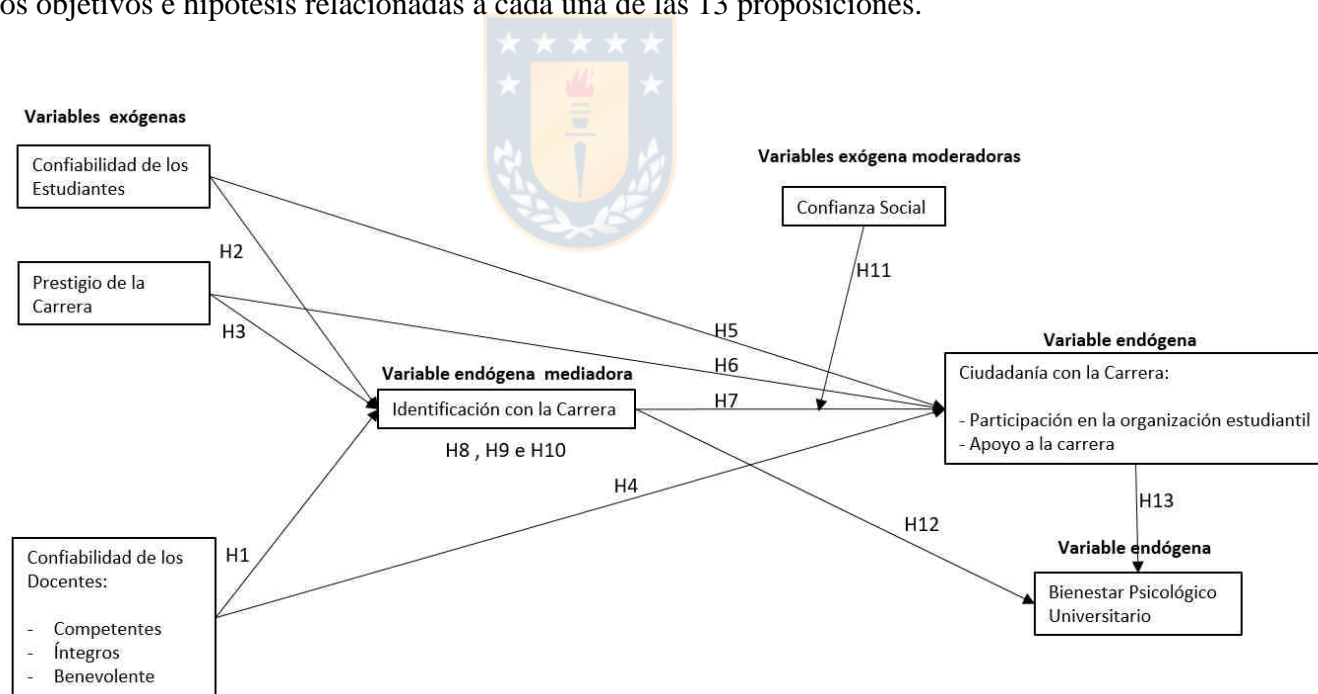 os objetivos e hipótesis relacionadas a cada una de las 13 proposiciones.
Variables exógenas
Confiabilidad de los
Estudiantes
Variables exógena moderadoras
Confianza Social
H2
H11
Prestigio de la
Carrera
H3
H5
H6
H7
Variable endógena mediadora
Identificación con la Carrera
H8 , H9 e H10
Variable endógena
Ciudadanía con la Carrera:
- Participación en la organización estudiantil
- Apoyo a la carrera
H4
H13
H12
H1
Confiabilidad de los
Docentes:
- Competentes
- Íntegros
- Benevolente
Variable endógena
Bienestar Psicológico
Universitario